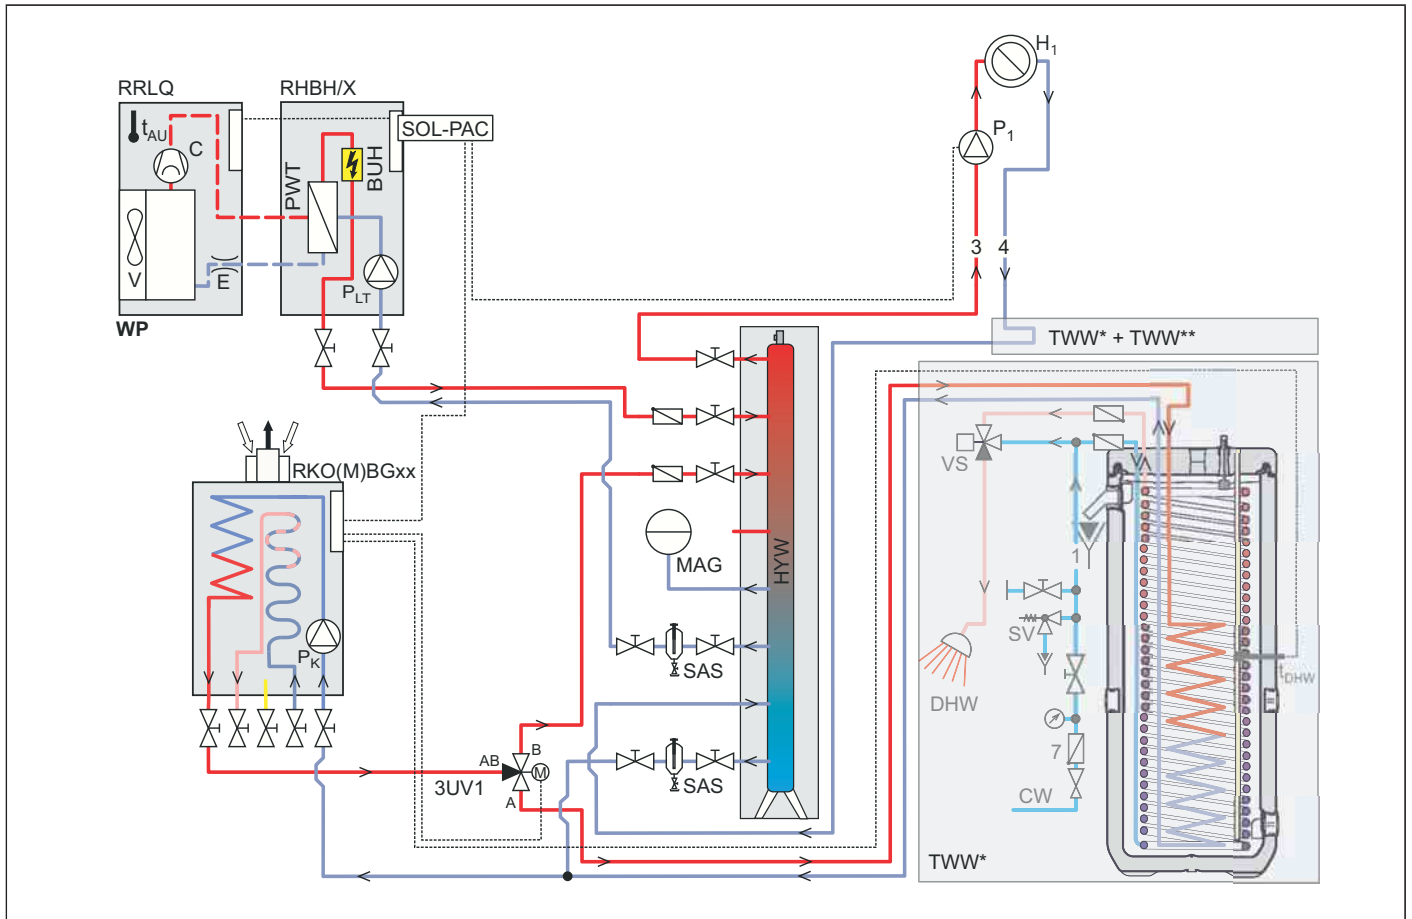 H1
RRLQ
RHBH/X
tAU
SOL-PAC
P1
C
BUH
PWT
3
4
V
E
PLT
WP
TWW* + TWW**
RKO(M)BGxx
VS
MAG
HYW
1
SV
PK
SAS
tDHW
DHW
B
AB
M
3UV1
A
7
SAS
CW
TWW*